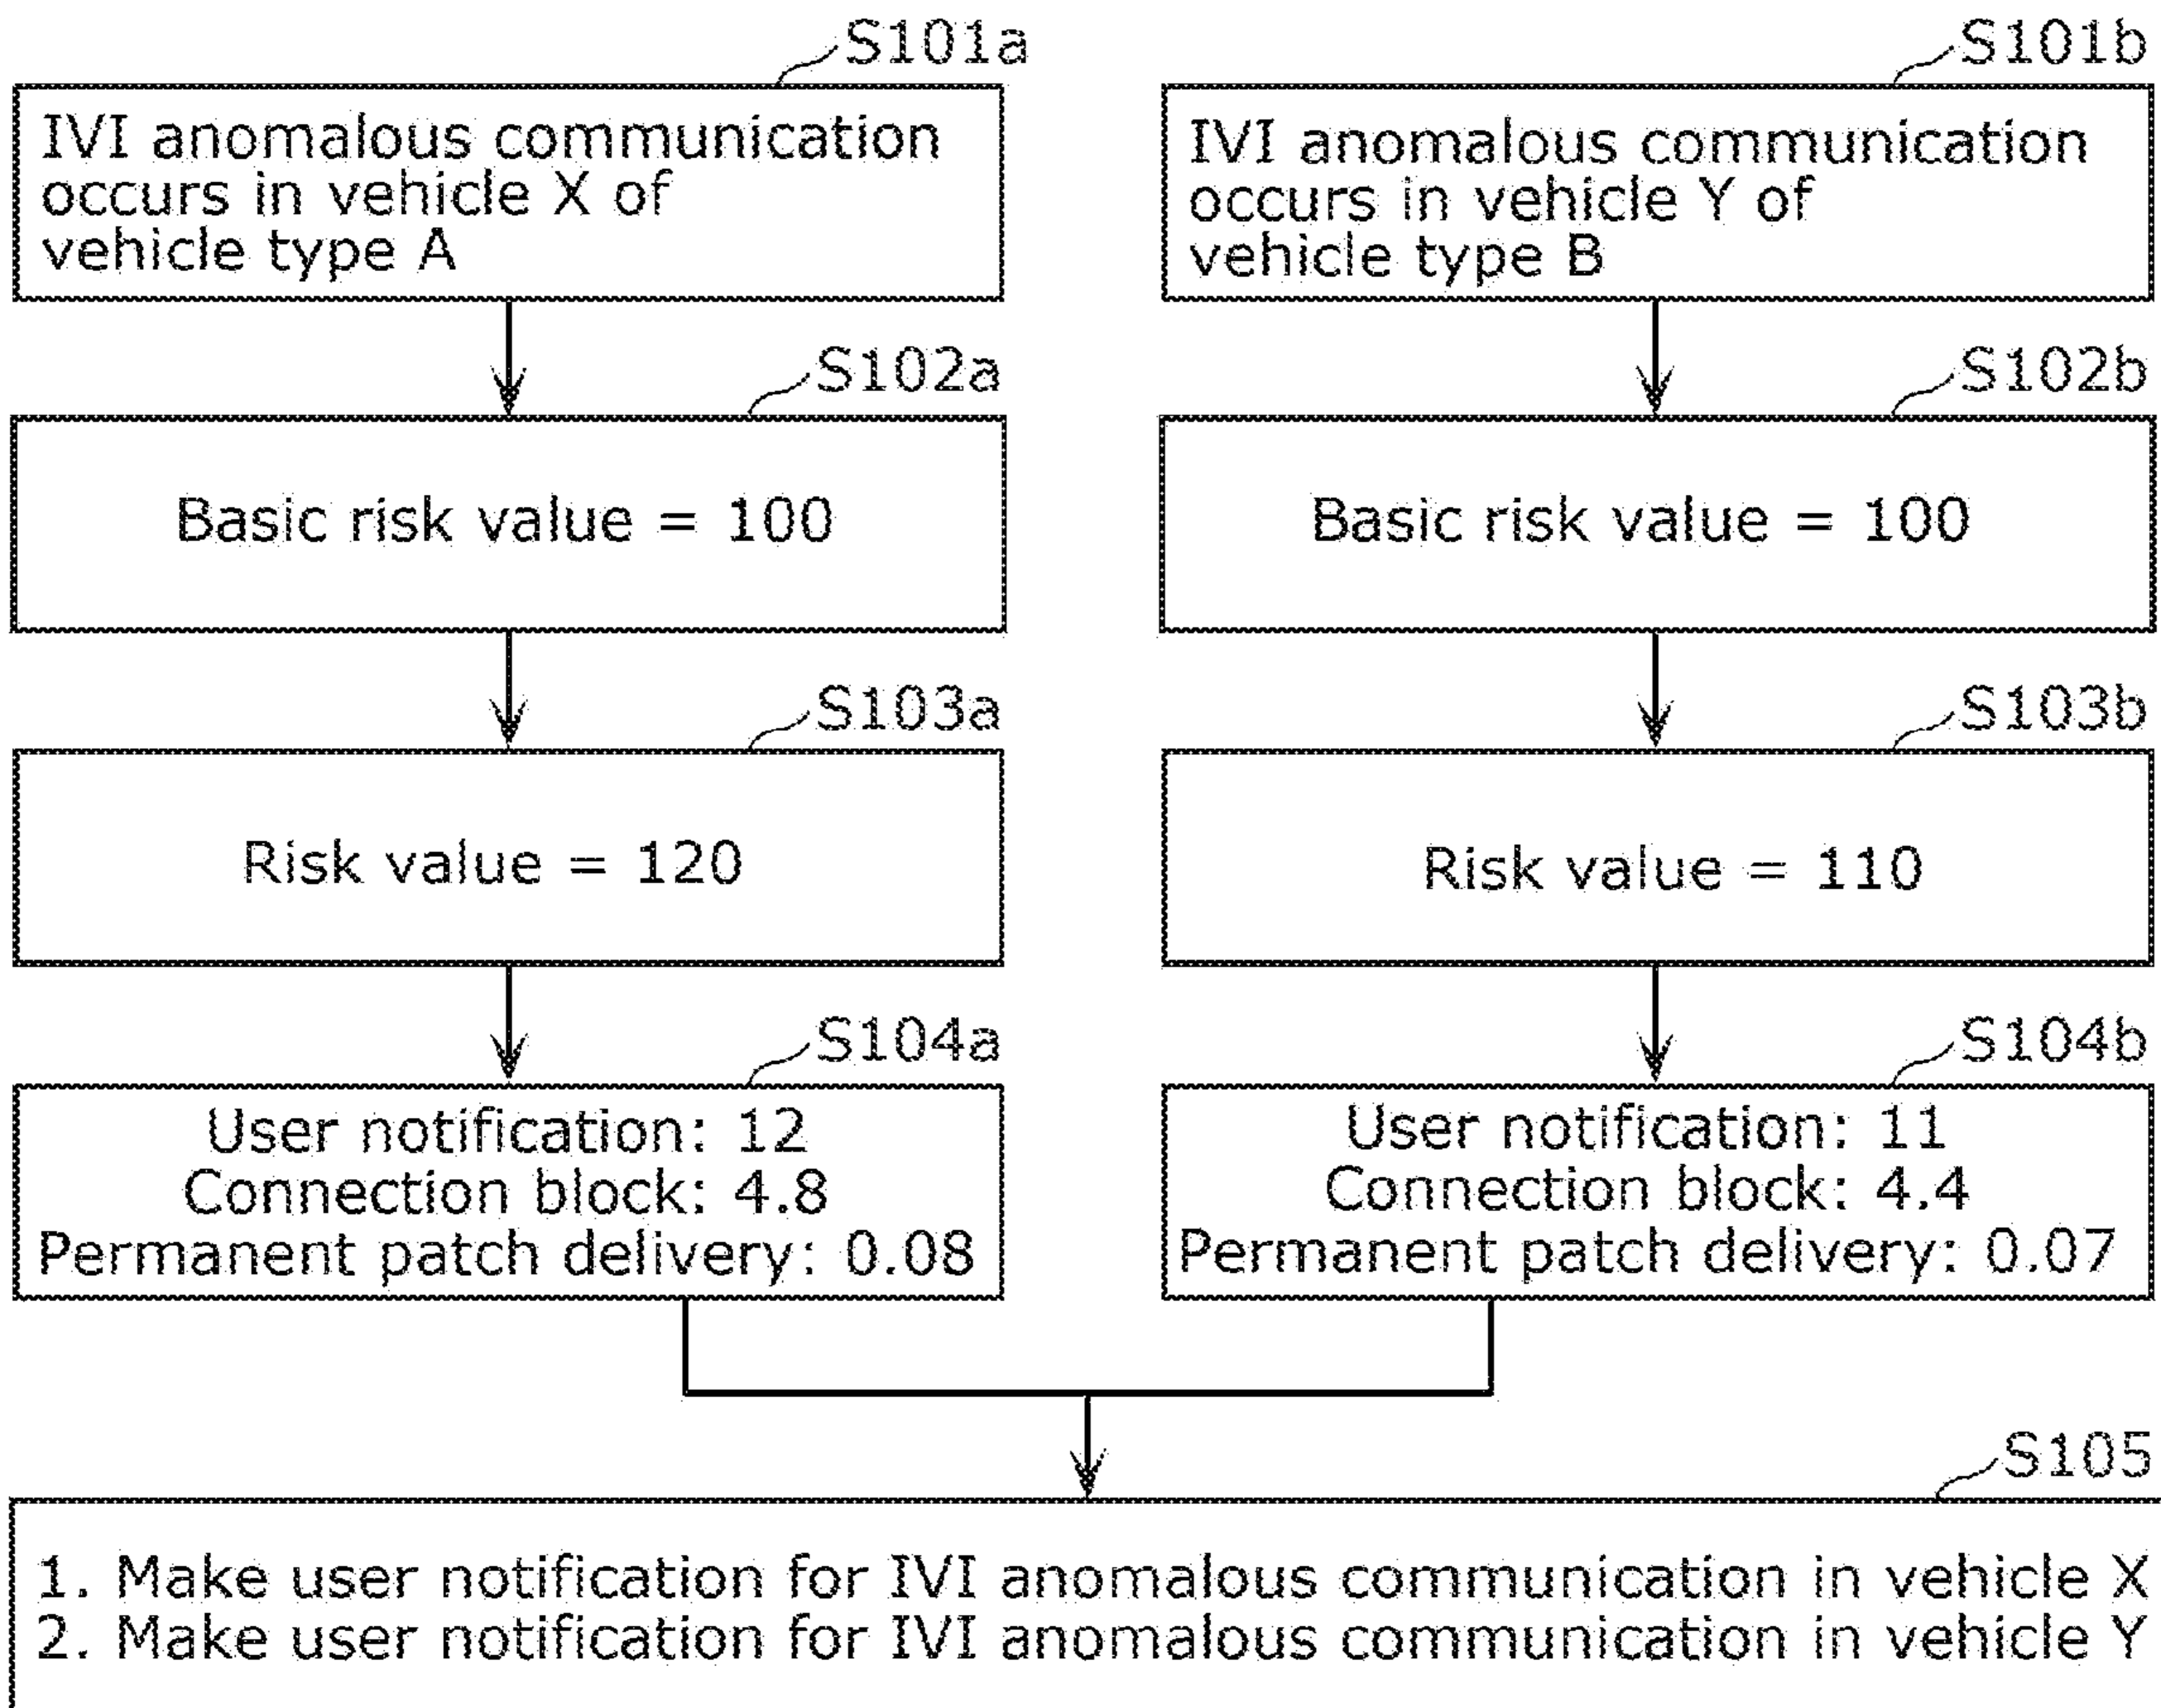 S101a
IVI anomalous communication
occurs in vehicle X of
vehicle type A
S102a
Basic risk value = 100
S103a
Risk value = 120
S104a
User notification: 12
Connection block: 4.8
Permanent patch delivery: 0.08
S101b
IVI anomalous communication
occurs in vehicle Y of
vehicle type B
S102b
Basic risk value = 100
S103b
Risk value = 110
S104b
User notification: 11
Connection block: 4.4
Permanent patch delivery: 0.07
S105
1. Make user notification for IVI anomalous communication in vehicle X
2. Make user notification for IVI anomalous communication in vehicle Y